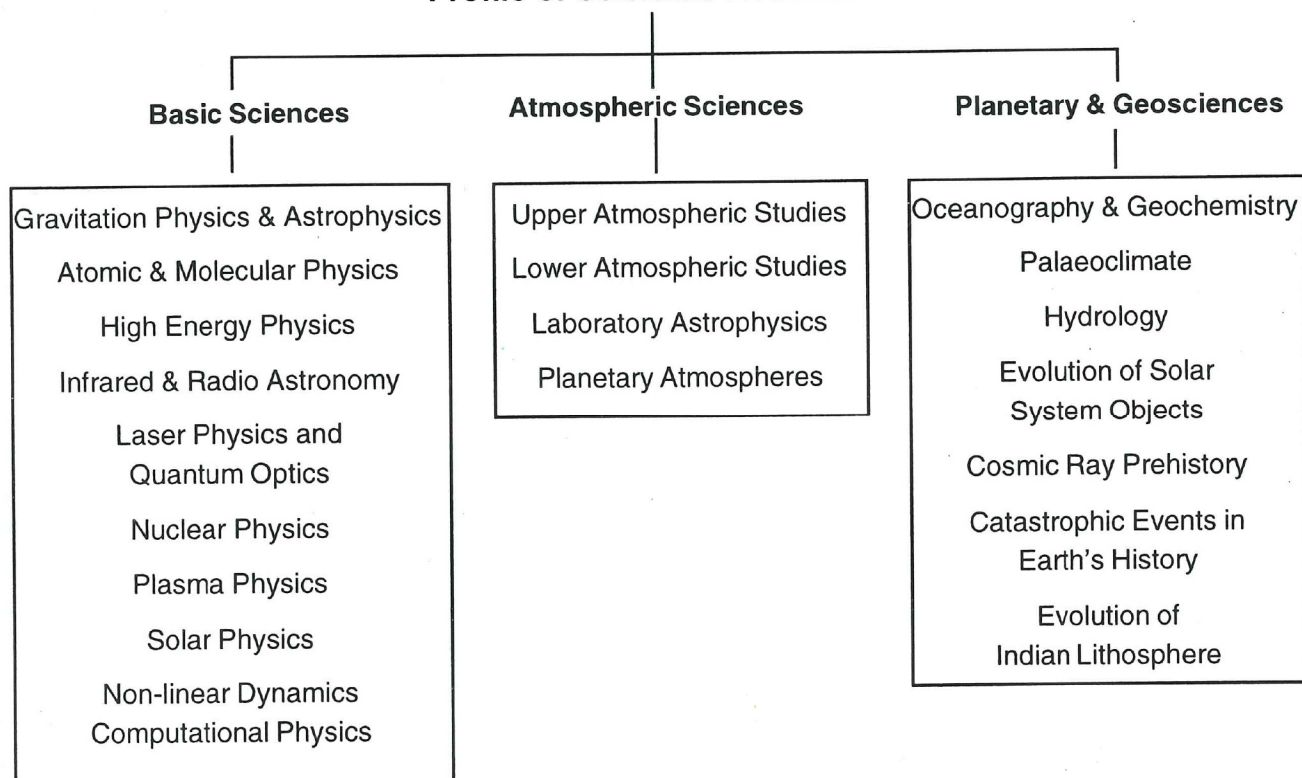 Basic Sciences
Gravitation Physics & Astrophysics
Atomic & Molecular Physics
High Energy Physics
Infrared & Radio Astronomy
Laser Physics and
Quantum Optics
Nuclear Physics
Plasma Physics
Solar Physics
Non-linear Dynamics
Computational Physics
Atmospheric Sciences
Upper Atmospheric Studies
Lower Atmospheric Studies
Laboratory Astrophysics
Planetary Atmospheres
Planetary & Geosciences
Oceanography & Geochemistry
Palaeoclimate
Hydrology
Evolution of Solar
System Objects
Cosmic Ray Prehistory
Catastrophic Events in
Earth's History
Evolution of
Indian Lithosphere